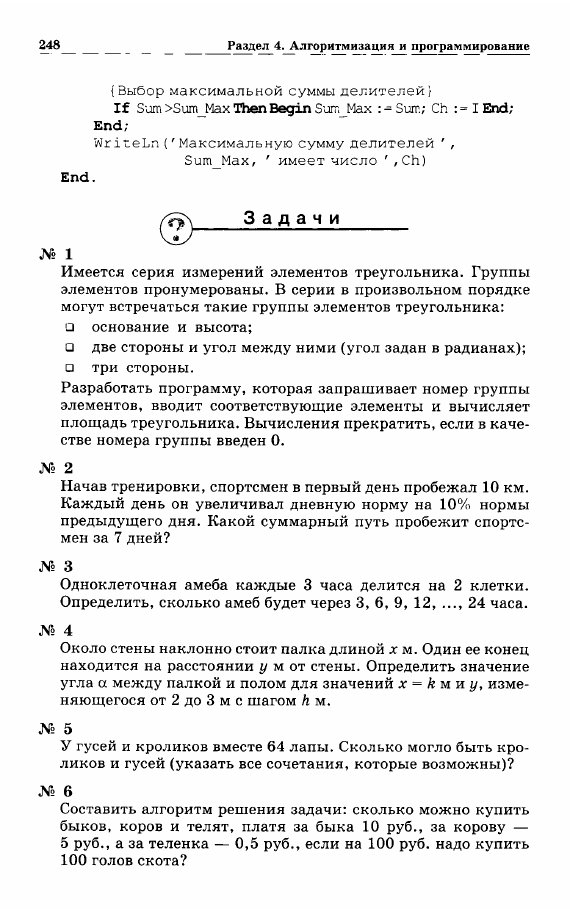 248 Раздел 4. Алгоритмизация и программирование
{Выбор максимальной суммы делителей}
If Sum>Sum_Max Then Begin Sum_Max := Sum; Ch := I End;
End;
WriteLn('Максимальную сумму делителей ',
Sum_Max, ' имеет число ',Ch)
End.
Задачи
№ 1
Имеется серия измерений элементов треугольника. Группы
элементов пронумерованы. В серии в произвольном порядке
могут встречаться такие группы элементов треугольника:
основание и высота;
две стороны и угол между ними (угол задан в радианах);
три стороны.
Разработать программу, которая запрашивает номер группы
элементов, вводит соответствующие элементы и вычисляет
площадь треугольника. Вычисления прекратить, если в каче-
стве номера группы введен 0.
№ 2
Начав тренировки, спортсмен в первый день пробежал 10 км.
Каждый день он увеличивал дневную норму на 10% нормы
предыдущего дня. Какой суммарный путь пробежит спортс-
мен за 7 дней?
№ 3
Одноклеточная амеба каждые 3 часа делится на 2 клетки.
Определить, сколько амеб будет через 3, 6, 9, 12, ..., 24 часа.
№ 4
Около стены наклонно стоит палка длиной x м. Один ее конец
находится на расстоянии y м от стены. Определить значение
угла α между палкой и полом для значений x = k м и y, изме-
няющегося от 2 до 3 м с шагом h м.
№ 5
У гусей и кроликов вместе 64 лапы. Сколько могло быть кро-
ликов и гусей (указать все сочетания, которые возможны)?
№ 6
Составить алгоритм решения задачи: сколько можно купить
быков, коров и телят, платя за быка 10 руб., за корову —
5 руб., а за теленка — 0,5 руб., если на 100 руб. надо купить
100 голов скота?